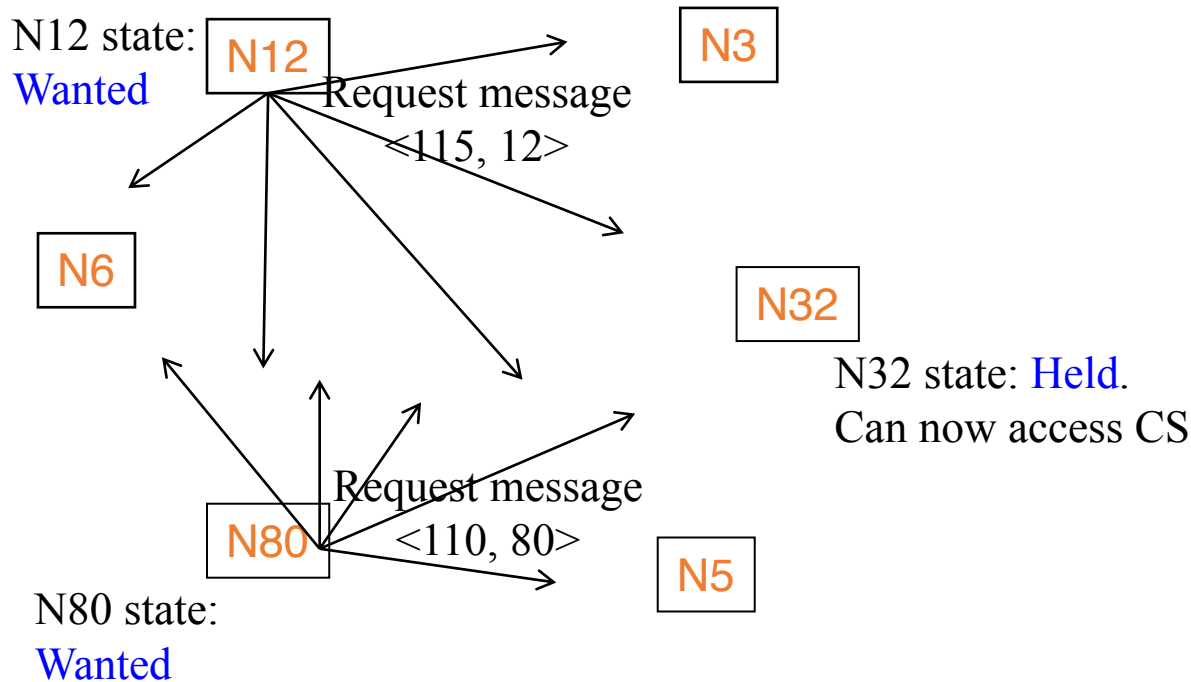 N12 state:
Wanted
N12
N3
Request message
<115, 12>
N6
N32
N32 state: Held.
Can now access CS
Request message
<110, 80>
N80
N5
N80 state:
Wanted